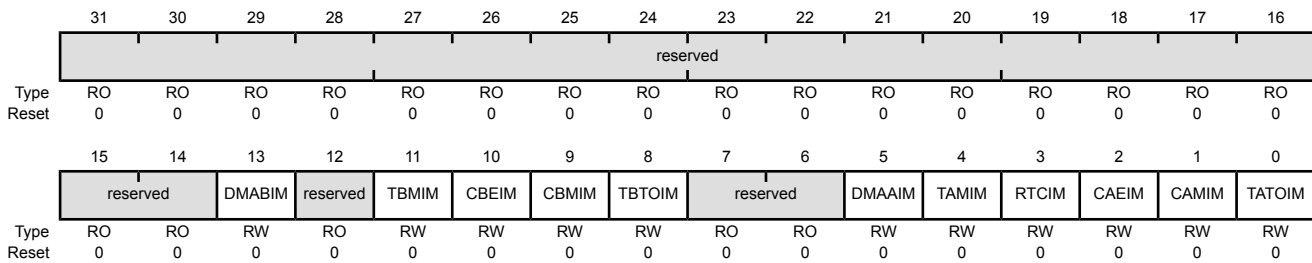 31 30 29 28 27 26 25 24 23 22 21 20 19 18 17 16
reserved
Type RO RO RO RO RO RO RO RO RO RO RO RO RO RO RO RO
Reset 0 0 0 0 0 0 0 0 0 0 0 0 0 0 0 0
15 14 13 12 11 10 9 8 7 6 5 4 3 2 1 0
reserved DMABIM reserved TBMIM CBEIM CBMIM TBTOIM reserved DMAAIM TAMIM RTCIM CAEIM CAMIM TATOIM
Type RO RO RW RO RW RW RW RW RO RO RW RW RW RW RW RW
Reset 0 0 0 0 0 0 0 0 0 0 0 0 0 0 0 0